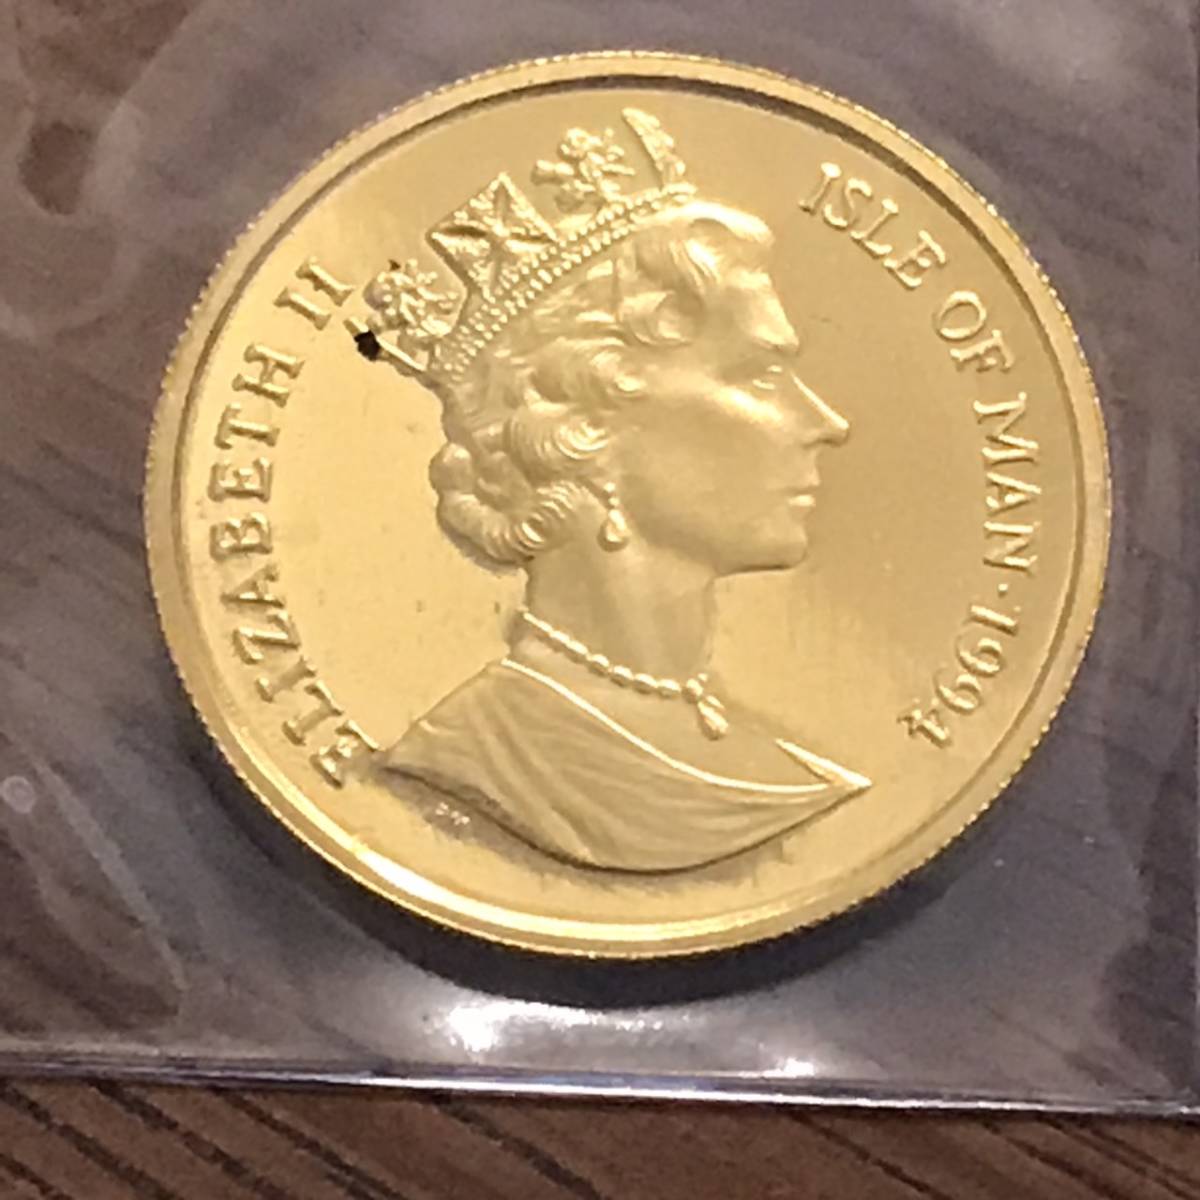 ELIZABETH II
ISLE OF MAN · 1994